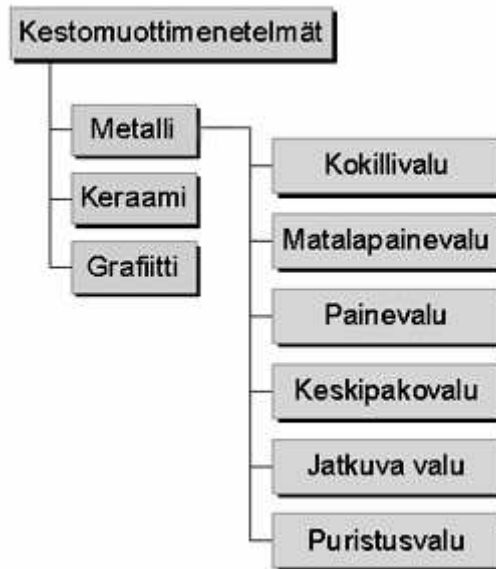 Kestomuottimenetelmät
Metalli
Keraami
Grafiitti
Kokillivalu
Matalapainevalu
Painevalu
Keskipakovalu
Jatkuva valu
Puristusvalu